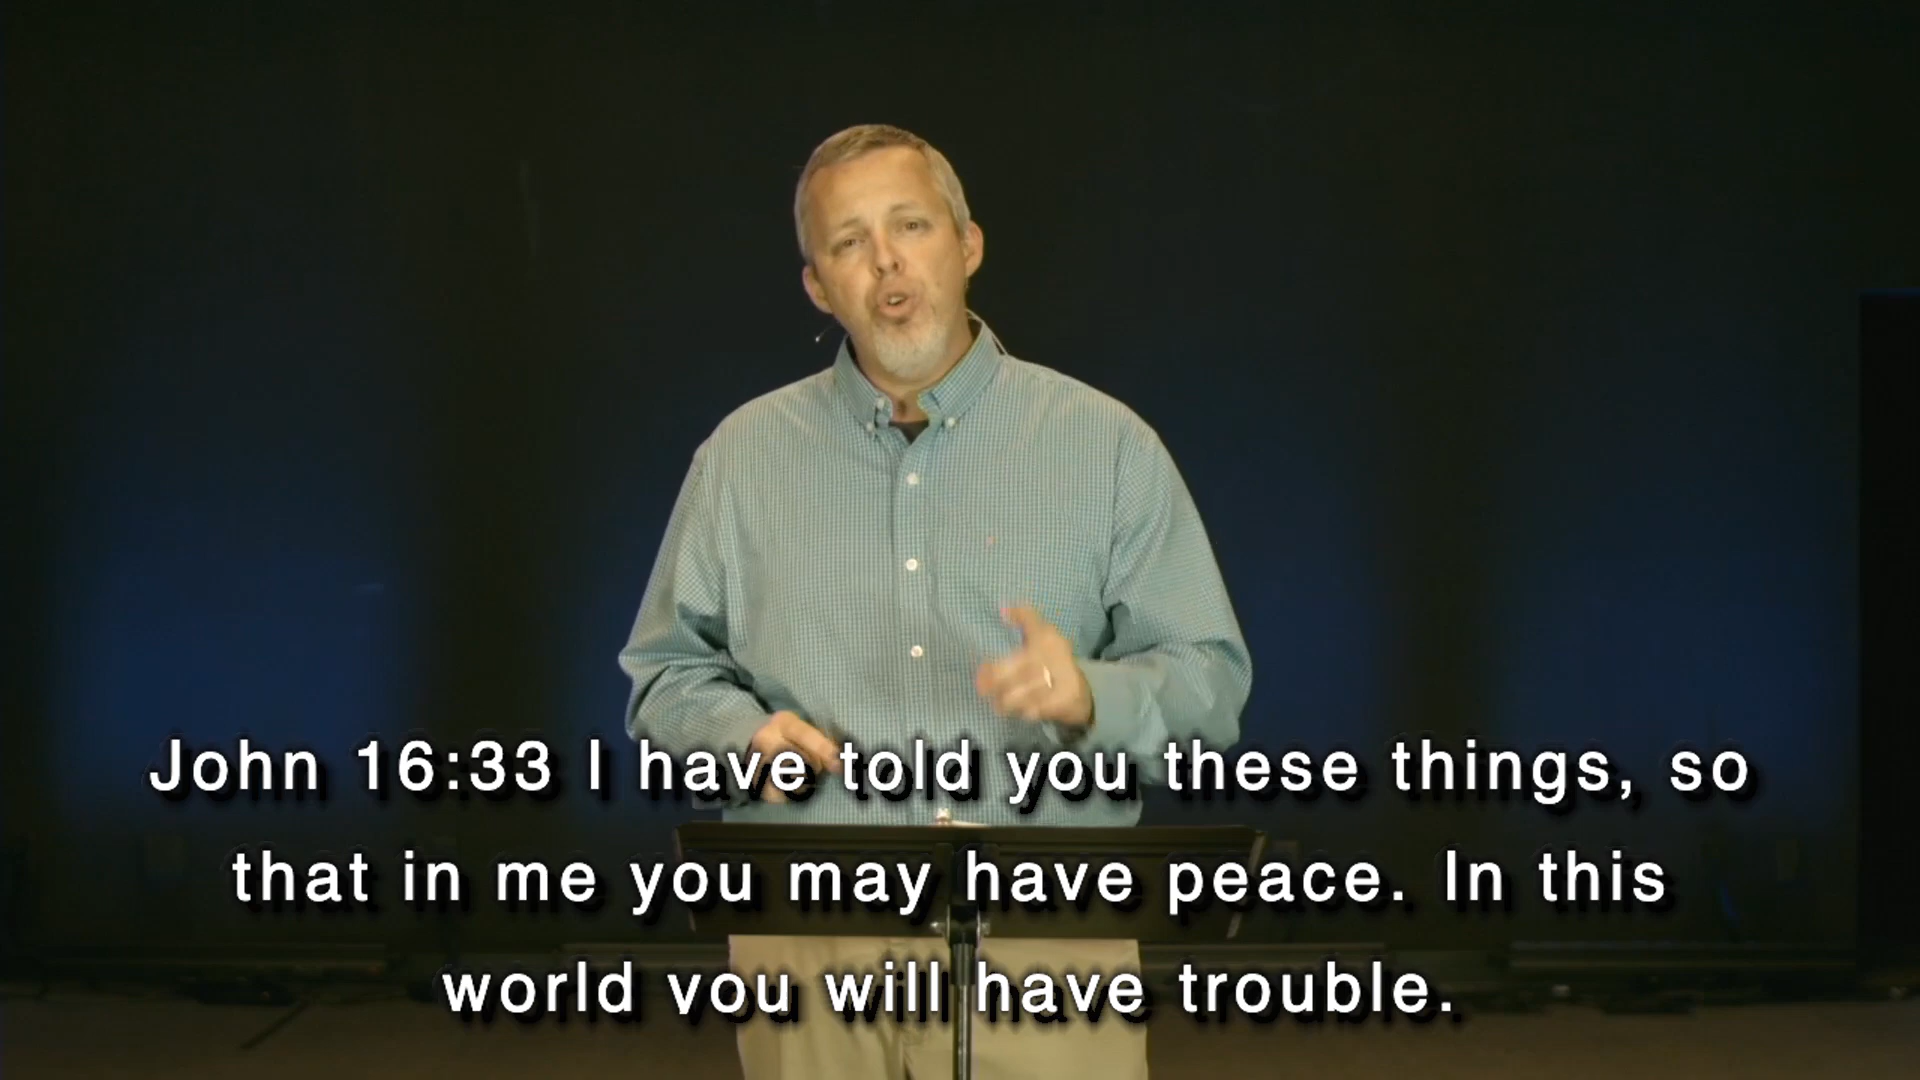 John 16:33 I have told you these things, so
that in me you may have peace. In this
world you will have trouble.